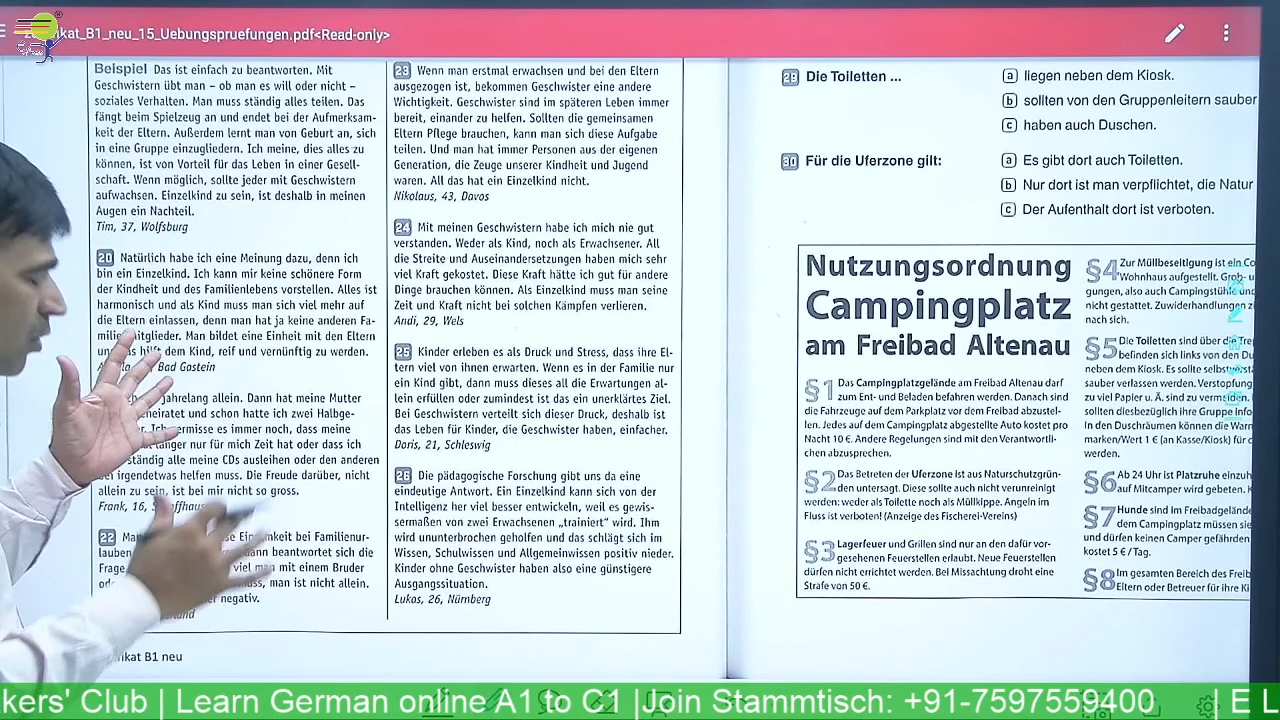 kat_B1_neu_15_Uebungspruefungen.pdf<Read-only>
Beispiel Das ist einfach zu beantworten. Mit
Geschwistern übt man – ob man es will oder nicht –
soziales Verhalten. Man muss ständig alles teilen. Das
fängt beim Spielzeug an und endet bei der Aufmerksam-
keit der Eltern. Außerdem lernt man von Geburt an, sich
in eine Gruppe einzugliedern. Ich meine, dies alles zu
können, ist von Vorteil für das Leben in einer Gesell-
schaft. Wenn möglich, sollte jeder mit Geschwistern
aufwachsen. Einzelkind zu sein, ist deshalb in meinen
Augen ein Nachteil.
Tim, 37, Wolfsburg
20 Natürlich habe ich eine Meinung dazu, denn ich
bin ein Einzelkind. Ich kann mir keine schönere Form
der Kindheit und des Familienlebens vorstellen. Alles ist
harmonisch und als Kind muss man sich viel mehr auf
die Eltern einlassen, denn man hat ja keine anderen Fa-
milienmitglieder. Man bildet eine Einheit mit den Eltern
hilft dem Kind, reif und vernünftig zu werden.
Bad Gastein
jahrelang allein. Dann hat meine Mutter
heiratet und schon hatte ich zwei Halbge-
Ich vermisse es immer noch, dass meine
länger nur für mich Zeit hat oder dass ich
ständig alle meine CDs ausleihen oder den anderen
bei irgendetwas helfen muss. Die Freude darüber, nicht
allein zu sein, ist bei mir nicht so gross.
Frank, 16, Schaffhausen
22 Einsamkeit bei Familienur-
lauben dann beantwortet sich die
Frage viel man mit einem Bruder
muss, man ist nicht allein.
negativ.
23 Wenn man erstmal erwachsen und bei den Eltern
ausgezogen ist, bekommen Geschwister eine andere
Wichtigkeit. Geschwister sind im späteren Leben immer
bereit, einander zu helfen. Sollten die gemeinsamen
Eltern Pflege brauchen, kann man sich diese Aufgabe
teilen. Und man hat immer Personen aus der eigenen
Generation, die Zeuge unserer Kindheit und Jugend
waren. All das hat ein Einzelkind nicht.
Nikolaus, 43, Davos
24 Mit meinen Geschwistern habe ich mich nie gut
verstanden. Weder als Kind, noch als Erwachsener. All
die Streite und Auseinandersetzungen haben mich sehr
viel Kraft gekostet. Diese Kraft hätte ich gut für andere
Dinge brauchen können. Als Einzelkind muss man seine
Zeit und Kraft nicht bei solchen Kämpfen verlieren.
Andi, 29, Wels
25 Kinder erleben es als Druck und Stress, dass ihre El-
tern viel von ihnen erwarten. Wenn es in der Familie nur
ein Kind gibt, dann muss dieses all die Erwartungen al-
lein erfüllen oder zumindest ist das ein unerklärtes Ziel.
Bei Geschwistern verteilt sich dieser Druck, deshalb ist
das Leben für Kinder, die Geschwister haben, einfacher.
Doris, 21, Schleswig
26 Die pädagogische Forschung gibt uns da eine
eindeutige Antwort. Ein Einzelkind kann sich von der
Intelligenz her viel besser entwickeln, weil es gewis-
sermaßen von zwei Erwachsenen „trainiert“ wird. Ihm
wird ununterbrochen geholfen und das schlägt sich im
Wissen, Schulwissen und Allgemeinwissen positiv nieder.
Kinder ohne Geschwister haben also eine günstigere
Ausgangssituation.
Lukas, 26, Nürnberg
ikat B1 neu
29 Die Toiletten ...
a liegen neben dem Kiosk.
b sollten von den Gruppenleitern sauber
c haben auch Duschen.
30 Für die Uferzone gilt:
a Es gibt dort auch Toiletten.
b Nur dort ist man verpflichtet, die Natur
c Der Aufenthalt dort ist verboten.
Nutzungsordnung
Campingplatz
am Freibad Altenau
§1 Das Campingplatzgelände am Freibad Altenau darf
zum Ent- und Beladen befahren werden. Danach sind
die Fahrzeuge auf dem Parkplatz vor dem Freibad abzustel-
len. Jedes auf dem Campingplatz abgestellte Auto kostet pro
Nacht 10 €. Andere Regelungen sind mit den Verantwortli-
chen abzusprechen.
§2 Das Betreten der Uferzone ist aus Naturschutzgrün-
den untersagt. Diese sollte auch nicht verunreinigt
werden: weder als Toilette noch als Müllkippe. Angeln im
Fluss ist verboten! (Anzeige des Fischerei-Vereins)
§3 Lagerfeuer und Grillen sind nur an den dafür vor-
gesehenen Feuerstellen erlaubt. Neue Feuerstellen
dürfen nicht errichtet werden. Bei Missachtung droht eine
Strafe von 50 €.
§4 Zur Müllbeseitigung ist ein Co
Wohnhaus aufgestellt. Grob- u
gungen, also auch Campingstühle
nicht gestattet. Zuwiderhandlungen
nach sich.
§5 Die Toiletten sind über die
befinden sich links von den Du
neben dem Kiosk. Es sollte
sauber verlassen werden. Verstopfung
zu viel Papier u. Ä. sind zu vermeiden.
sollten diesbezüglich ihre Gruppe info
In den Duschräumen können die Warm
marken/Wert 1 € (an Kasse/Kiosk) für
werden.
§6 Ab 24 Uhr ist Platzruhe einzuh
auf Mitcamper wird gebeten.
§7 Hunde sind im Freibadgelände
dem Campingplatz müssen sie
und dürfen keinen Camper gefährden
kostet 5 € / Tag.
§8 Im gesamten Bereich des Freib
Eltern oder Betreuer für ihre Ki
kers' Club | Learn German online A1 to C1 |Join Stammtisch: +91-7597559400 | E L